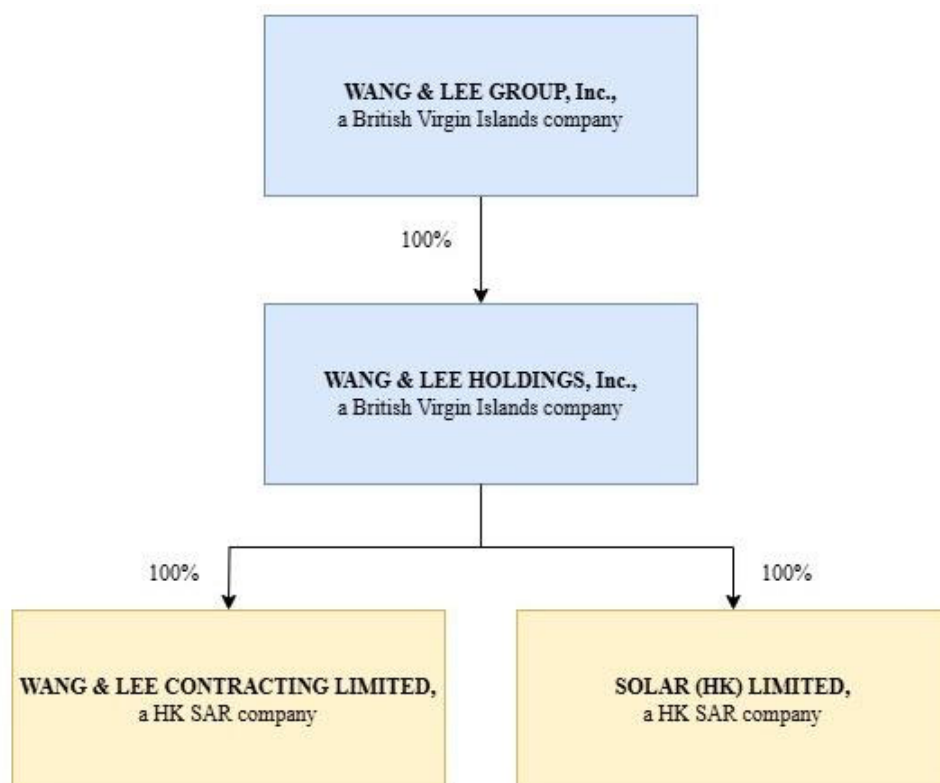 WANG & LEE GROUP, Inc.,
a British Virgin Islands company
100%
WANG & LEE HOLDINGS, Inc.,
a British Virgin Islands company
100%
100%
WANG & LEE CONTRACTING LIMITED,
a HK SAR company
SOLAR (HK) LIMITED,
a HK SAR company